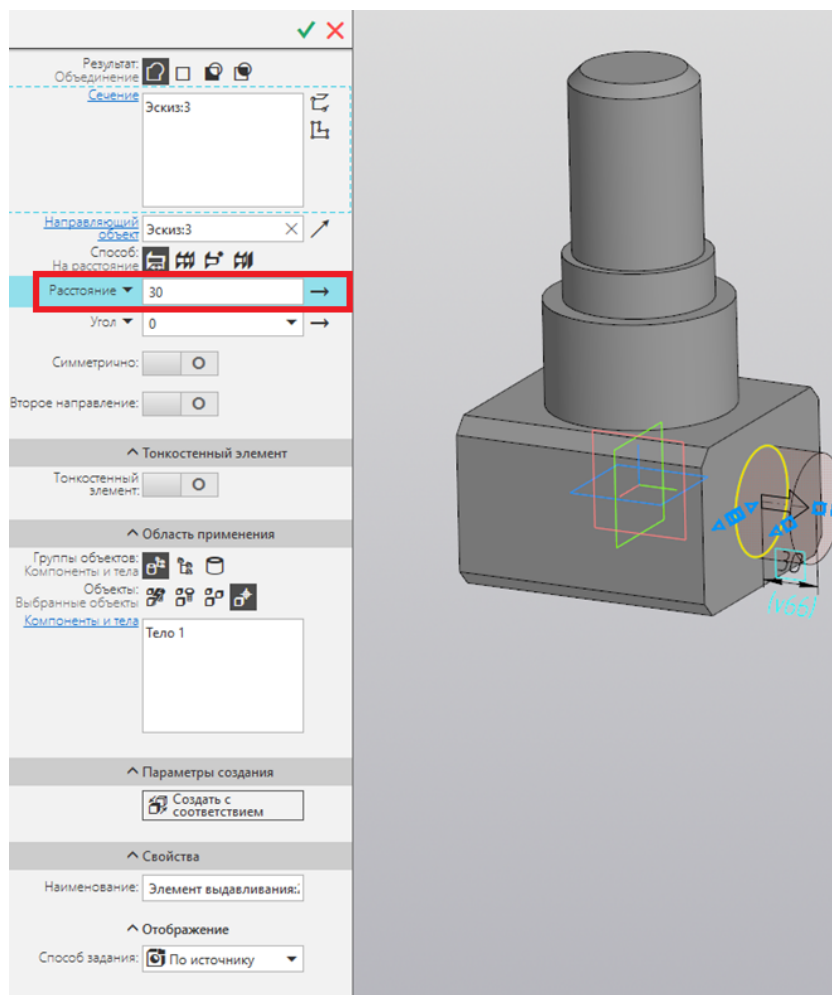 Результат:
Объединение
Сечение
Эскиз:3
Направляющий
объект
Эскиз:3
Способ:
На расстояние
Расстояние
30
Угол
0
Симметрично:
Второе направление:
Тонкостенный элемент
Тонкостенный
элемент:
Область применения
Группы объектов:
Компоненты и тела
Объекты:
Выбранные объекты
Компоненты и тела
Тело 1
Параметры создания
Создать с
соответствием
Свойства
Наименование:
Элемент выдавливания:
Отображение
Способ задания:
По источнику
30
(v66)